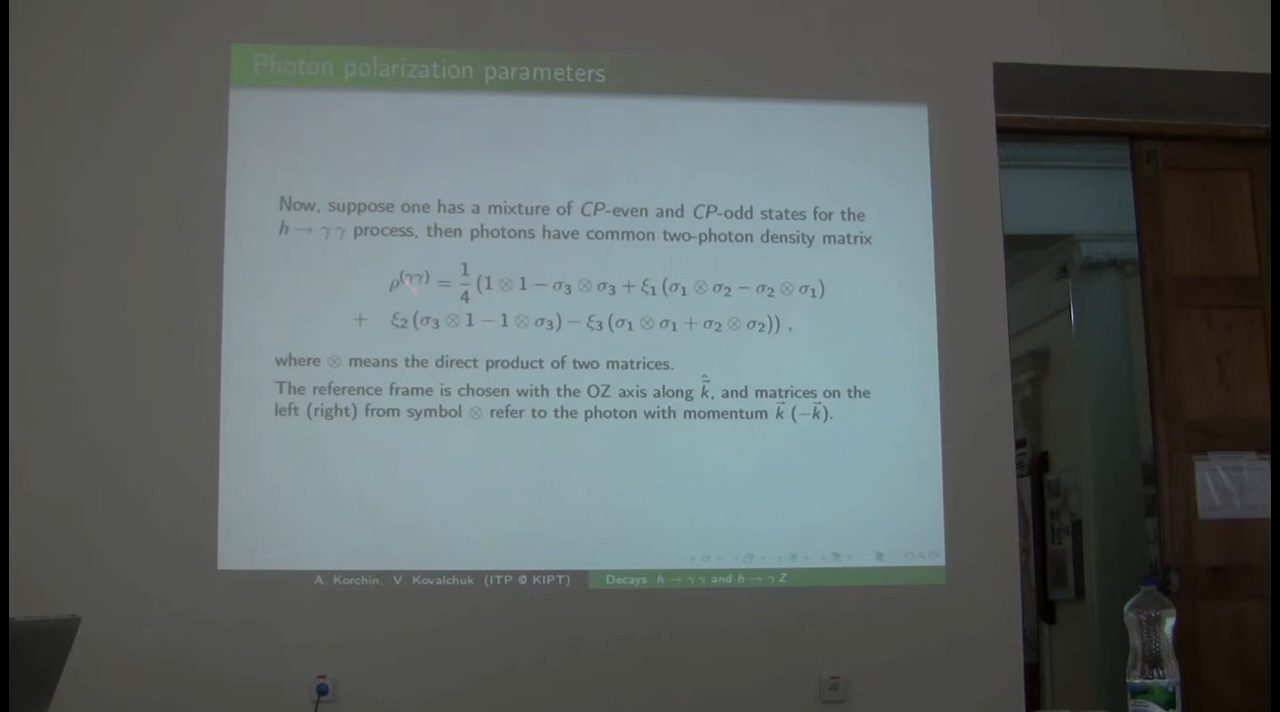 Photon polarization parameters
Now, suppose one has a mixture of CP-even and CP-odd states for the
h → γ γ process, then photons have common two-photon density matrix
ρ^(γγ) = 1/4 (1 ⊗ 1 − σ₃ ⊗ σ₃ + ξ₁ (σ₁ ⊗ σ₂ − σ₂ ⊗ σ₁)
+ ξ₂ (σ₃ ⊗ 1 − 1 ⊗ σ₃) − ξ₃ (σ₁ ⊗ σ₁ + σ₂ ⊗ σ₂)) ,
where ⊗ means the direct product of two matrices.
The reference frame is chosen with the OZ axis along k̂⃗, and matrices on the
left (right) from symbol ⊗ refer to the photon with momentum k⃗ (−k⃗).
A. Korchin, V. Kovalchuk (ITP @ KIPT) Decays h → γ γ and h → γ Z